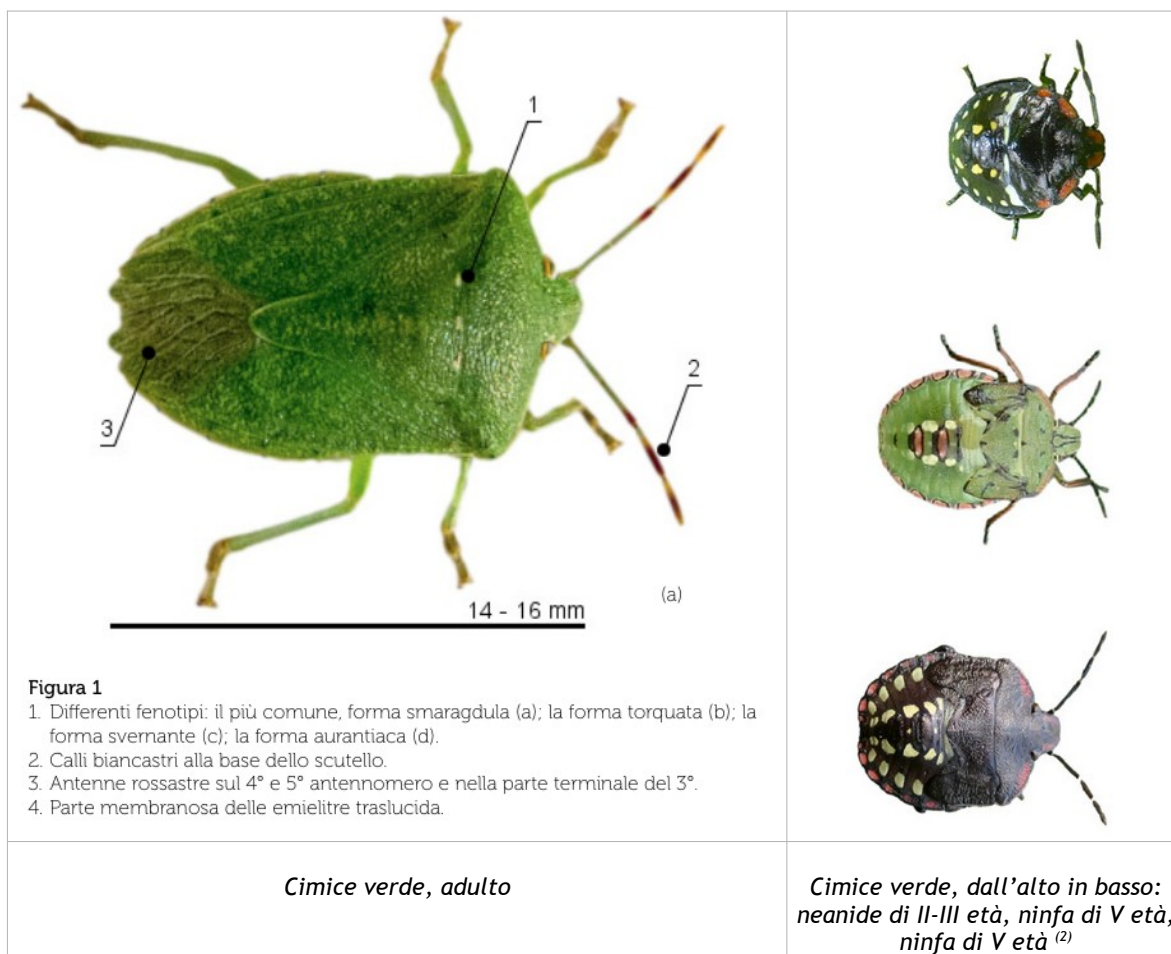 1
2
3
(a)
14 - 16 mm
Figura 1
1. Differenti fenotipi: il più comune, forma smaragdula (a); la forma torquata (b); la
forma svernante (c); la forma aurantiaca (d).
2. Calli biancastri alla base dello scutello.
3. Antenne rossastre sul 4° e 5° antennomero e nella parte terminale del 3°.
4. Parte membranosa delle emielitre traslucida.
Cimice verde, adulto
Cimice verde, dall’alto in basso:
neanide di II-III età, ninfa di V età,
ninfa di V età (2)